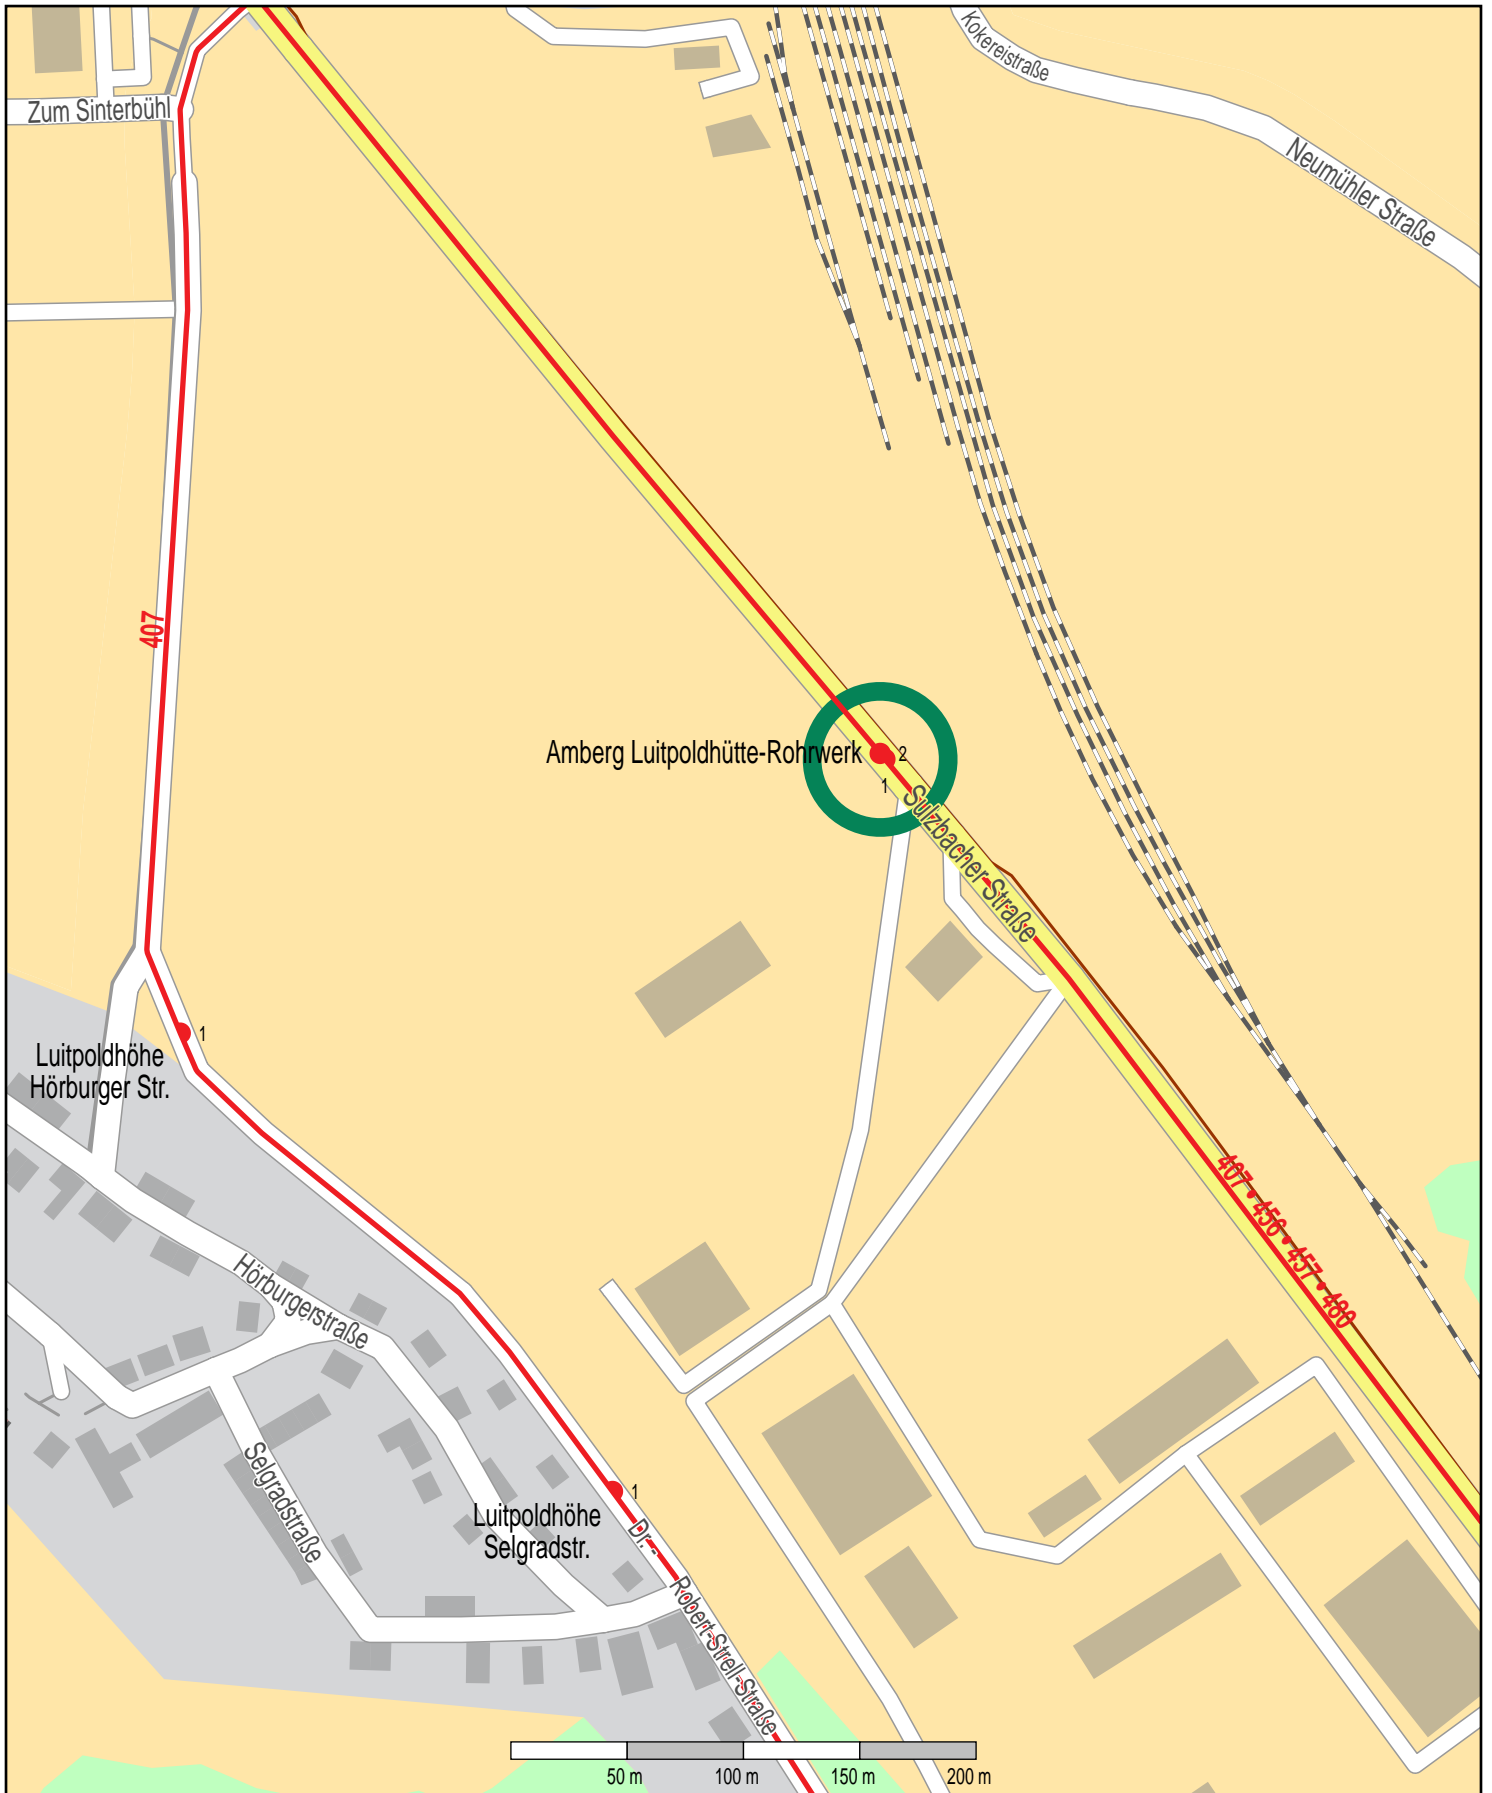 Kokereistraße
Zum Sinterbühl
Neumühler Straße
407
Amberg Luitpoldhütte-Rohrwerk
2
1
Sulzbacher Straße
1
Luitpoldhöhe
Hörburger Str.
407 • 456 • 457 • 480
Hörburgerstraße
Selgradstraße
1
Luitpoldhöhe
Selgradstr.
Dr.-Robert-Strell-Straße
50 m
100 m
150 m
200 m